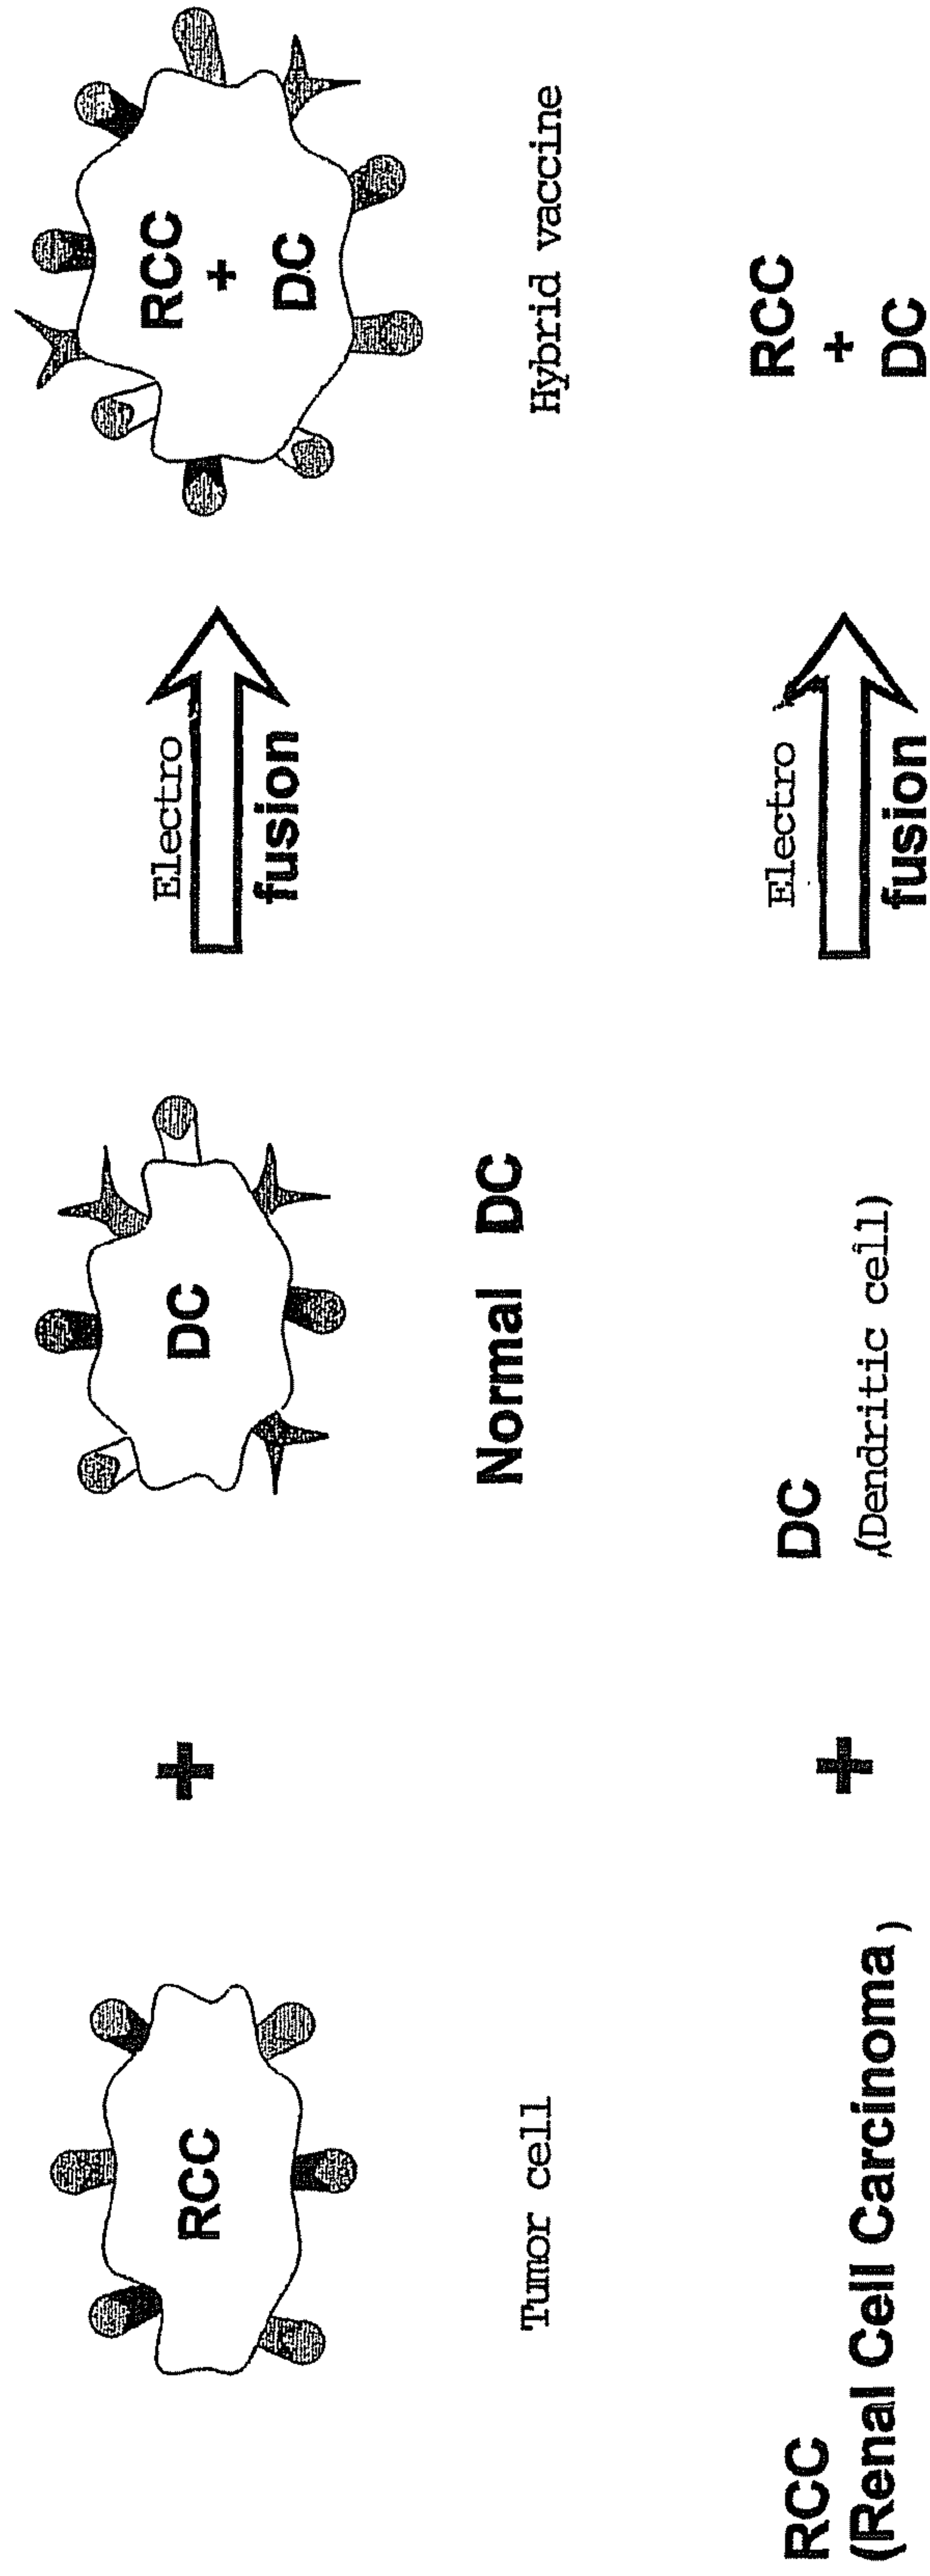 RCC
+
DC
Electro
fusion
RCC
+
DC
Tumor cell
Normal DC
Hybrid vaccine
RCC
(Renal Cell Carcinoma)
+
DC
(Dendritic cell)
Electro
fusion
RCC
+
DC